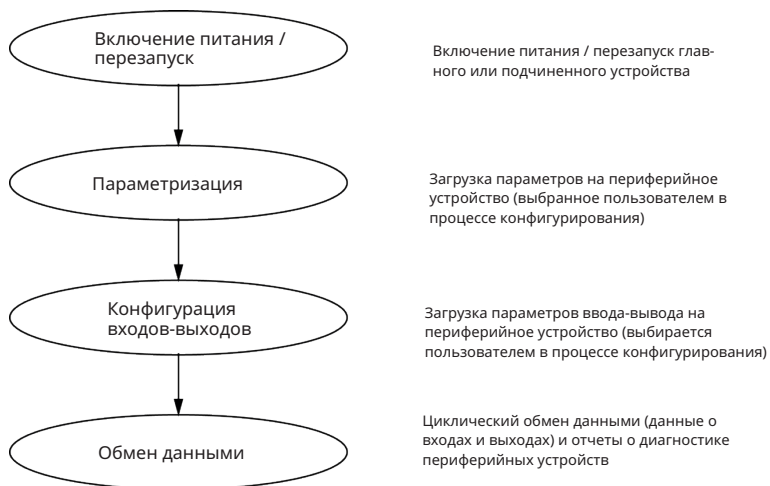 Включение питания /
перезапуск
Включение питания / перезапуск глав-
ного или подчиненного устройства
Параметризация
Загрузка параметров на периферийное
устройство (выбранное пользователем в
процессе конфигурирования)
Конфигурация
входов-выходов
Загрузка параметров ввода-вывода на
периферийное устройство (выбирается
пользователем в процессе конфигурирования)
Обмен данными
Циклический обмен данными (данные о
входах и выходах) и отчеты о диагностике
периферийных устройств